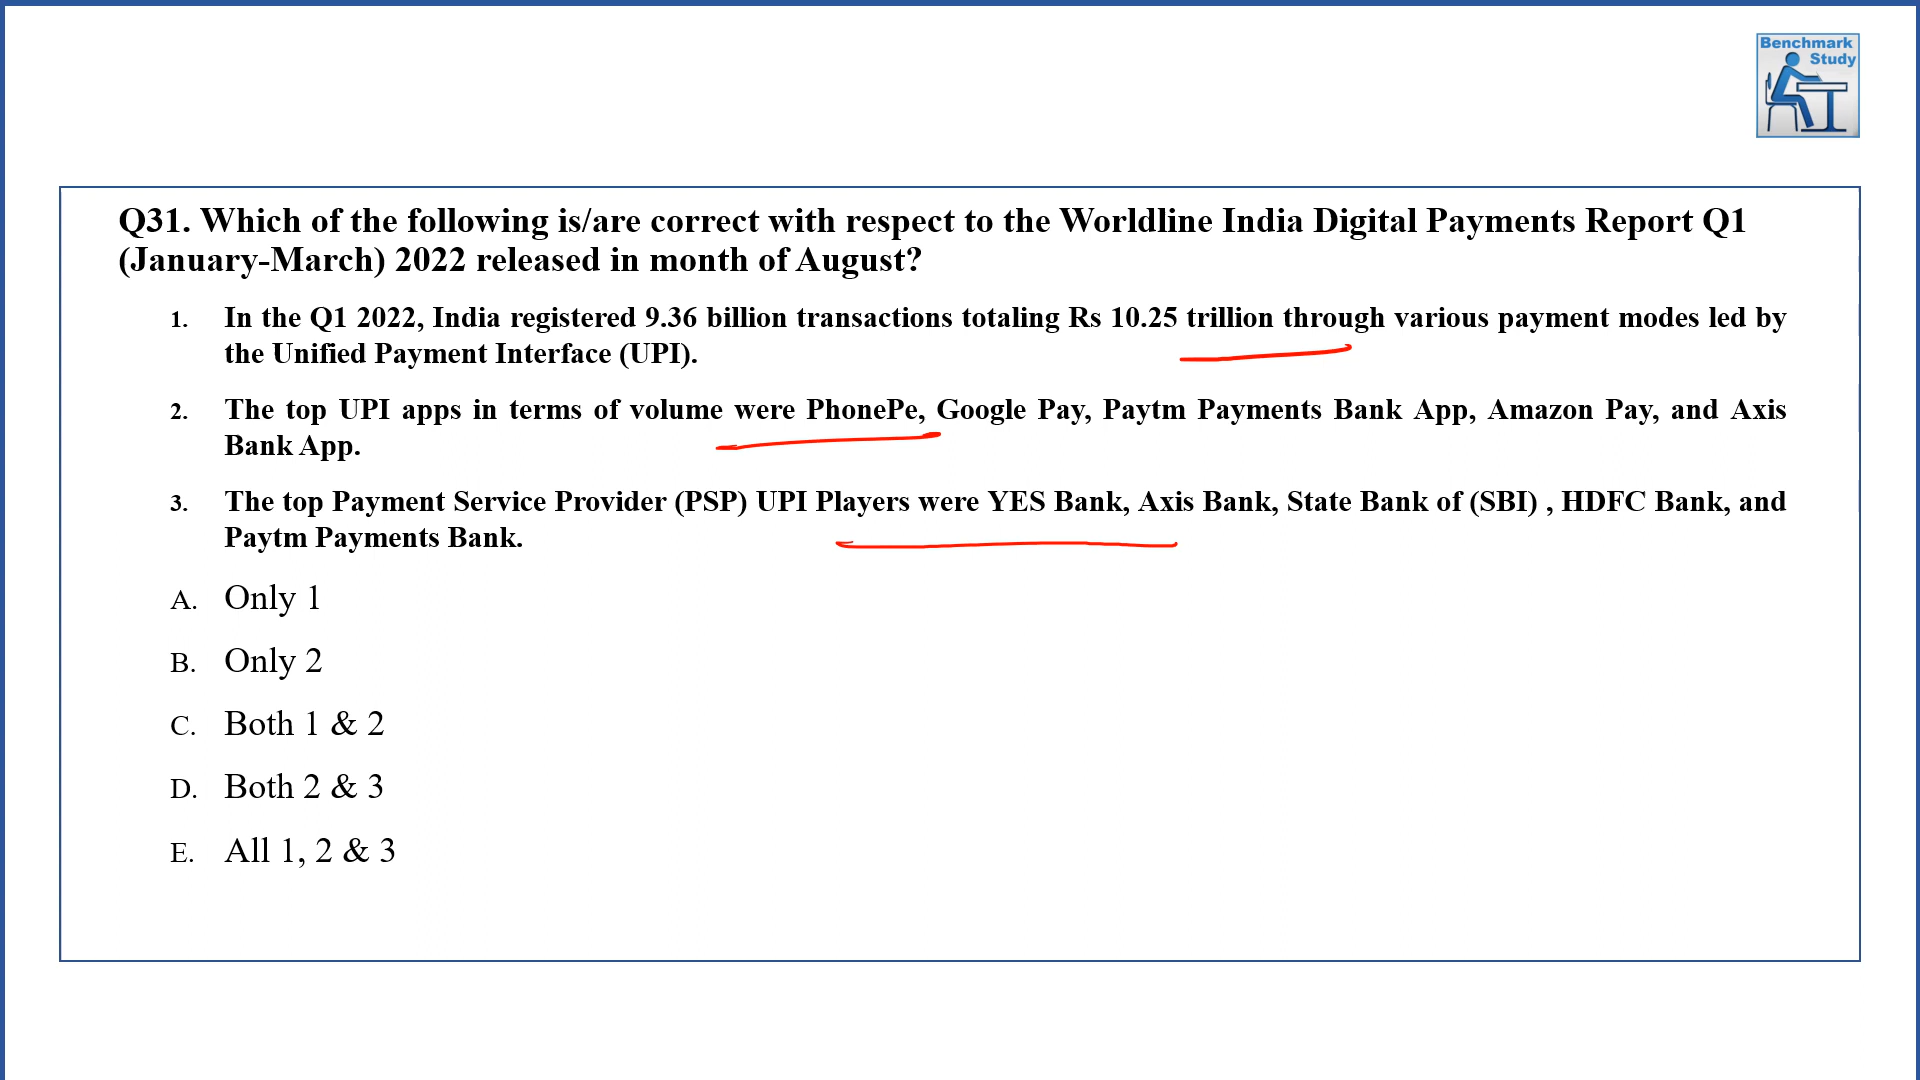 Benchmark
Study
Q31. Which of the following is/are correct with respect to the Worldline India Digital Payments Report Q1
(January-March) 2022 released in month of August?
1. In the Q1 2022, India registered 9.36 billion transactions totaling Rs 10.25 trillion through various payment modes led by
the Unified Payment Interface (UPI).
2. The top UPI apps in terms of volume were PhonePe, Google Pay, Paytm Payments Bank App, Amazon Pay, and Axis
Bank App.
3. The top Payment Service Provider (PSP) UPI Players were YES Bank, Axis Bank, State Bank of (SBI) , HDFC Bank, and
Paytm Payments Bank.
A. Only 1
B. Only 2
C. Both 1 & 2
D. Both 2 & 3
E. All 1, 2 & 3